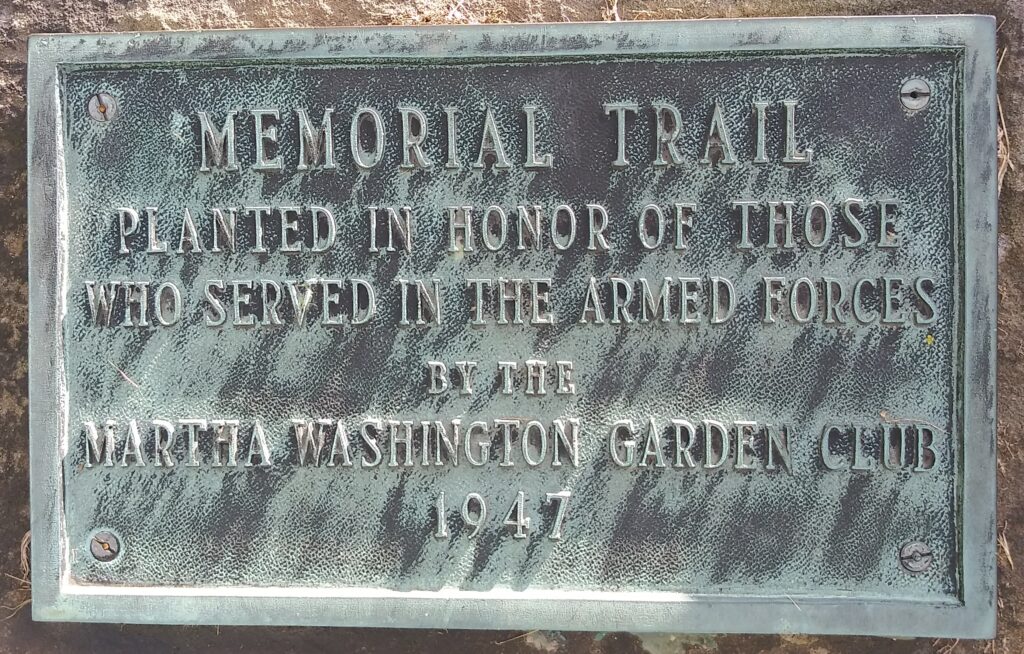 MEMORIAL TRAIL
PLANTED IN HONOR OF THOSE
WHO SERVED IN THE ARMED FORCES
BY THE
MARTHA WASHINGTON GARDEN CLUB
1947